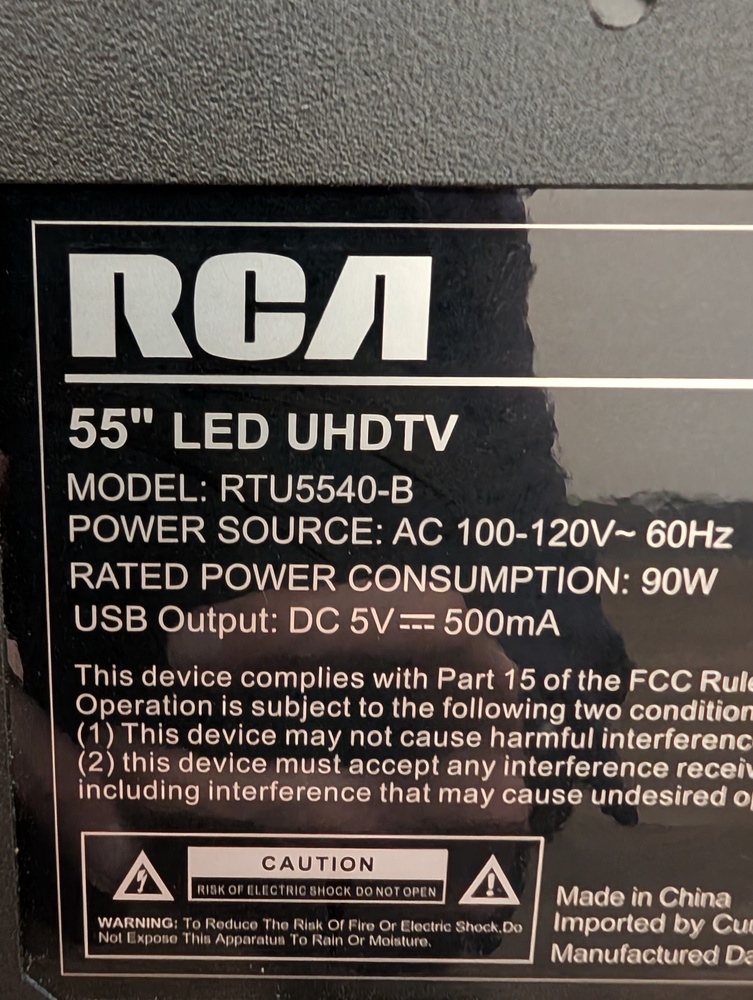 RCA
55" LED UHDTV
MODEL: RTU5540-B
POWER SOURCE: AC 100-120V~ 60Hz
RATED POWER CONSUMPTION: 90W
USB Output: DC 5V⎓500mA
This device complies with Part 15 of the FCC
Operation is subject to the following two
(1) This device may not cause harmful
(2) this device must accept any interference
including interference that may cause undesired
CAUTION
RISK OF ELECTRIC SHOCK DO NOT OPEN
WARNING: To Reduce The Risk Of Fire Or Electric Shock,Do
Not Expose This Apparatus To Rain Or Moisture.
Made in China
Imported by
Manufactured